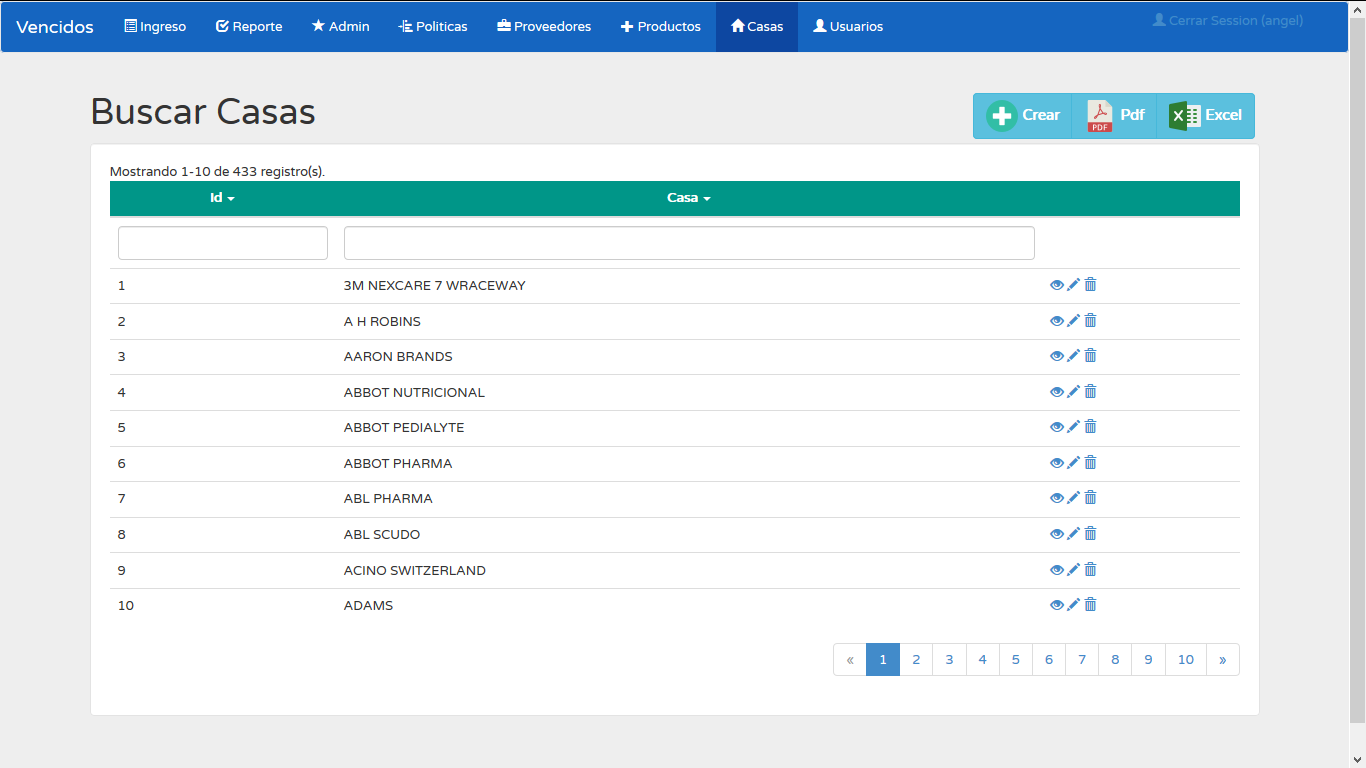 Vencidos Ingreso Reporte Admin Politicas Proveedores Productos Casas Usuarios Cerrar Session (angel)
Buscar Casas Crear PDF Pdf Excel
Mostrando 1-10 de 433 registro(s).
Id Casa
1 3M NEXCARE 7 WRACEWAY
2 A H ROBINS
3 AARON BRANDS
4 ABBOT NUTRICIONAL
5 ABBOT PEDIALYTE
6 ABBOT PHARMA
7 ABL PHARMA
8 ABL SCUDO
9 ACINO SWITZERLAND
10 ADAMS
« 1 2 3 4 5 6 7 8 9 10 »